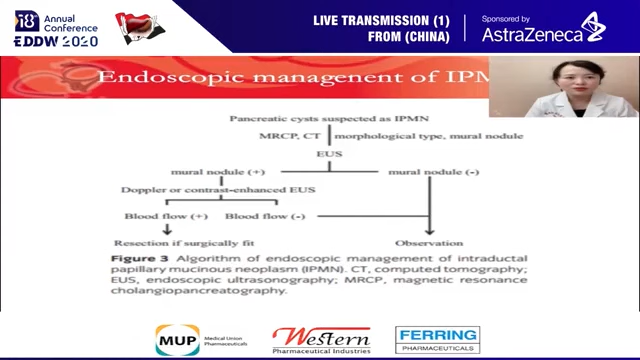 18th Annual Conference
EDDW 2020
LIVE TRANSMISSION (1)
FROM (CHINA)
Sponsored by
AstraZeneca
Endoscopic management of IPM
Pancreatic cysts suspected as IPMN
MRCP, CT morphological type, mural nodule
EUS
mural nodule (+) mural nodule (-)
Doppler or contrast-enhanced EUS
Blood flow (+) Blood flow (-)
Resection if surgically fit Observation
Figure 3 Algorithm of endoscopic management of intraductal
papillary mucinous neoplasm (IPMN). CT, computed tomography;
EUS, endoscopic ultrasonography; MRCP, magnetic resonance
cholangiopancreatography.
MUP Medical Union Pharmaceuticals
Western
Pharmaceutical Industries
FERRING
PHARMACEUTICALS